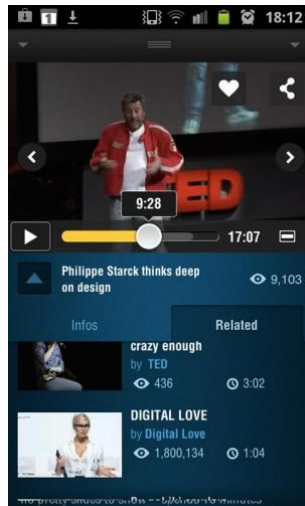 18:12
TED
9:28
17:07
Philippe Starck thinks deep
on design
9,103
Infos
Related
crazy enough
by TED
436
3:02
DIGITAL LOVE
by Digital Love
1,800,134
1:04